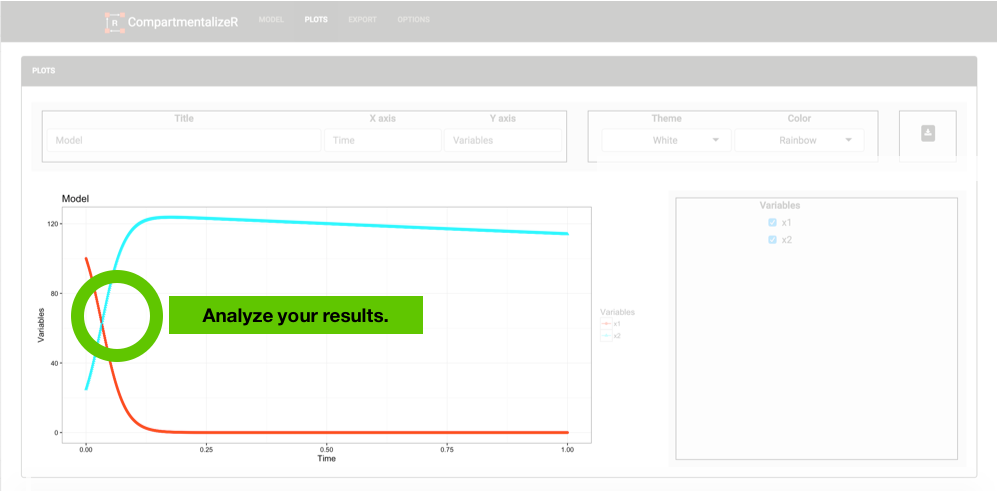 R CompartmentalizeR MODEL PLOTS EXPORT OPTIONS
PLOTS
Title X axis Y axis Theme Color
Model Time Variables White Rainbow
Model
Variables
x1
x2
120
80
40
0
Variables
Analyze your results.
Variables
x1
x2
0.00 0.25 0.50 0.75 1.00
Time